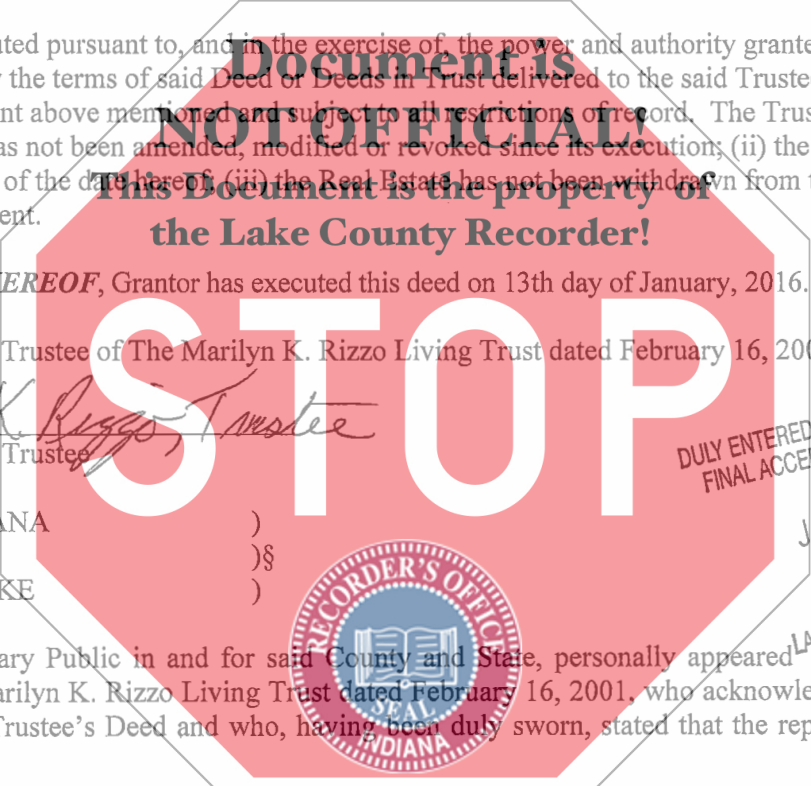 ted pursuant to, and in the exercise of, the power and authority grante
Document is
the terms of said Deed or Deeds in Trust delivered to the said Trustee
nt above mentioned and subject to all restrictions of record. The Trus
NOT OFFICIAL!
as not been amended, modified or revoked since its execution; (ii) the
of the date hereof; (iii) the Real Estate has not been withdrawn from
This Document is the property of
ent.
the Lake County Recorder!
EREOF, Grantor has executed this deed on 13th day of January, 2016.
STOP
Trustee of The Marilyn K. Rizzo Living Trust dated February 16, 200
K. Rizzo, Trustee
Trustee
DULY ENTERED
FINAL ACCE
ANA )
)§
KE )
RECORDER'S OFFICE
SEAL
INDIANA
ary Public in and for said County and State, personally appeared
LA
arilyn K. Rizzo Living Trust dated February 16, 2001, who acknowle
Trustee's Deed and who, having been duly sworn, stated that the rep